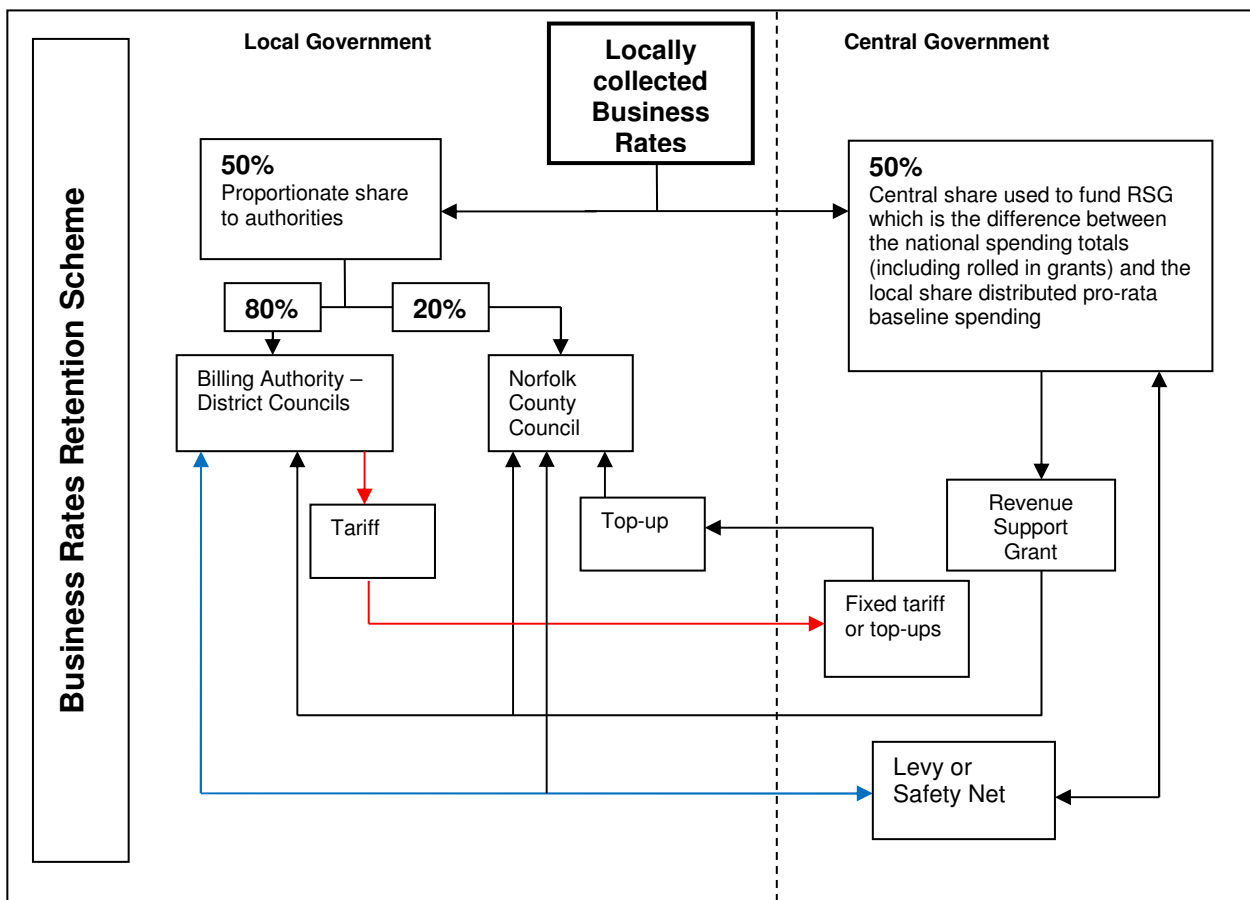 Business Rates Retention Scheme
Local Government
Central Government
Locally
collected
Business
Rates
50%
Proportionate share
to authorities
50%
Central share used to fund RSG
which is the difference between
the national spending totals
(including rolled in grants) and the
local share distributed pro-rata
baseline spending
80%
20%
Billing Authority –
District Councils
Norfolk
County
Council
Tariff
Top-up
Revenue
Support
Grant
Fixed tariff
or top-ups
Levy or
Safety Net